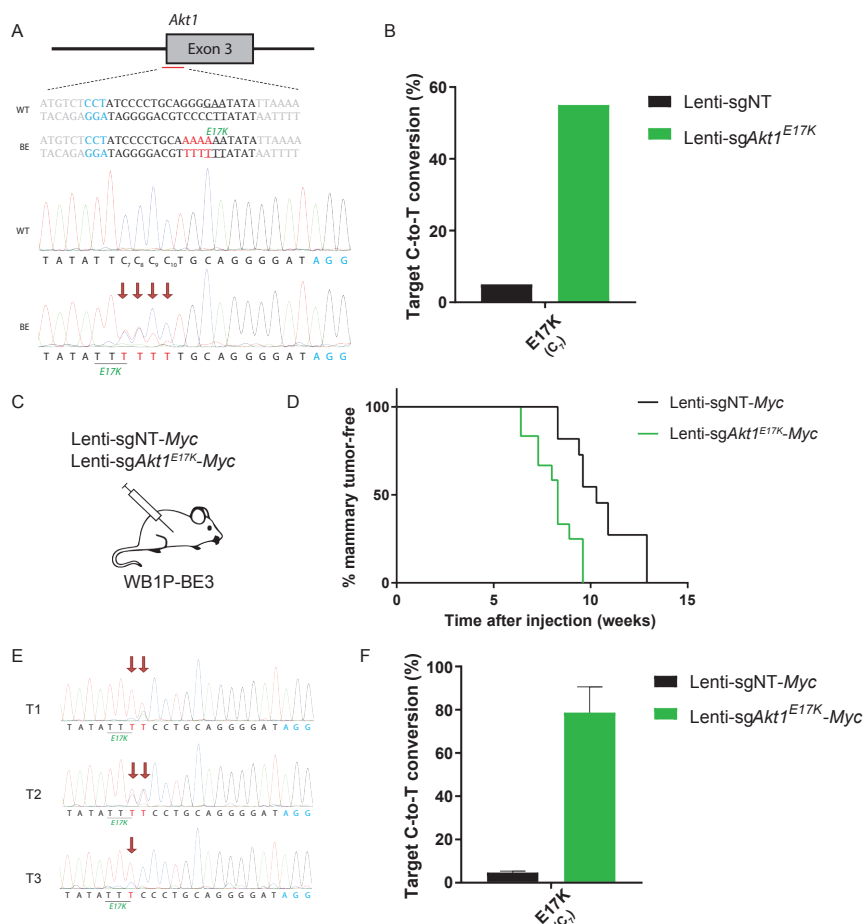 A
Akt1
Exon 3
WT
ATGTCTCCTATCCCCTGCAGGGGAATATATTAAAA
TACAGAGGATAGGGGACGTCCCCTTATATAATTTT
E17K
BE
ATGTCTCCTATCCCCTGCAAAAAAATATATTAAAA
TACAGAGGATAGGGGACGTTTTTTTATATAATTTT
WT
T A T A T T C7 C8 C9 C10 T G C A G G G G A T A G G
BE
T A T A T T T T T T T G C A G G G G A T A G G
E17K
B
Target C-to-T conversion (%)
60
40
20
0
E17K
(C7)
Lenti-sgNT
Lenti-sgAkt1E17K
C
Lenti-sgNT-Myc
Lenti-sgAkt1E17K-Myc
WB1P-BE3
D
% mammary tumor-free
100
50
0
0
5
10
15
Time after injection (weeks)
Lenti-sgNT-Myc
Lenti-sgAkt1E17K-Myc
E
T1
T A T A T T T T C C T G C A G G G G A T A G G
E17K
T2
T A T A T T T T C C T G C A G G G G A T A G G
E17K
T3
T A T A T T T C C C T G C A G G G G A T A G G
E17K
F
Target C-to-T conversion (%)
100
80
60
40
20
0
E17K
(C7)
Lenti-sgNT-Myc
Lenti-sgAkt1E17K-Myc